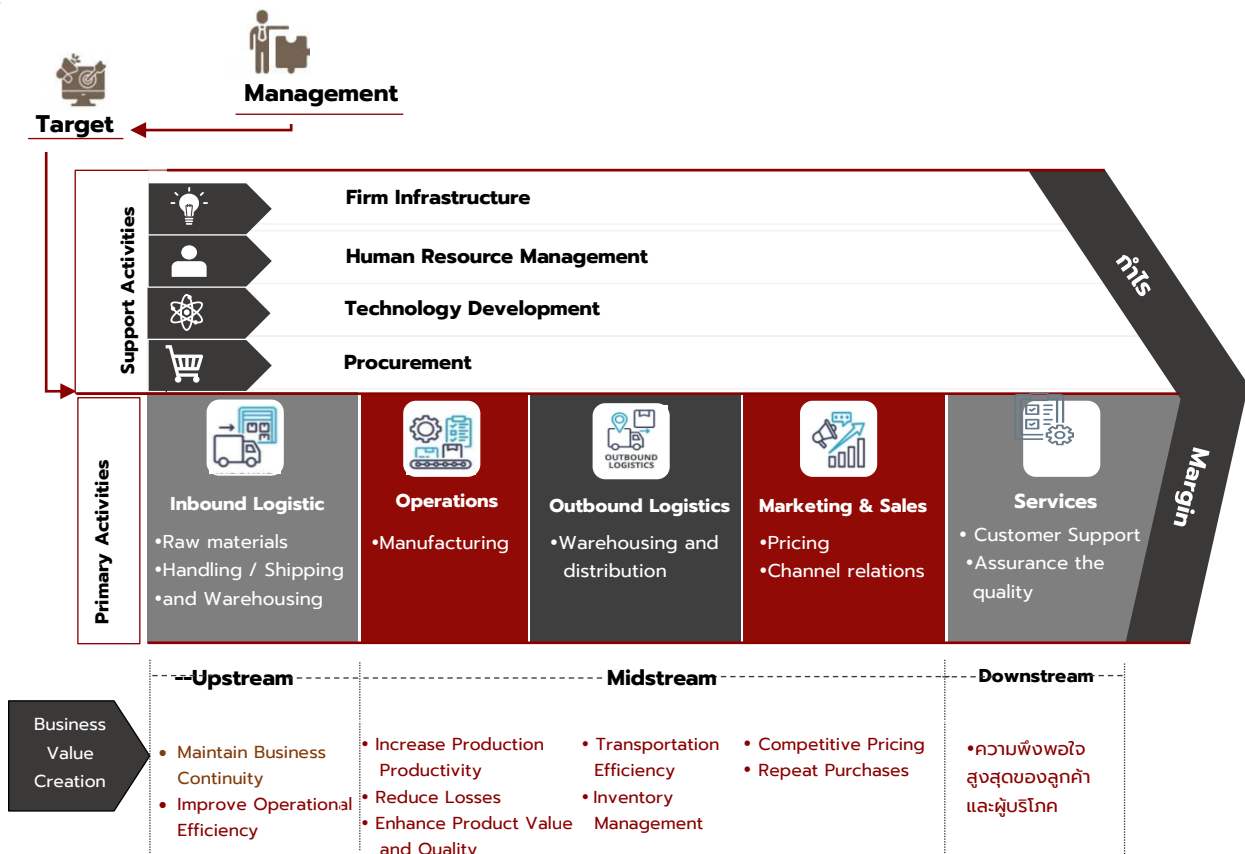 Management
Target
Support Activities
Firm Infrastructure
Human Resource Management
Technology Development
Procurement
กำไร
Margin
Primary Activities
Inbound Logistic
•Raw materials
•Handling / Shipping
•and Warehousing
Operations
•Manufacturing
OUTBOUND
LOGISTICS
Outbound Logistics
•Warehousing and
distribution
Marketing & Sales
•Pricing
•Channel relations
Services
• Customer Support
•Assurance the
quality
Upstream
Midstream
Downstream
Business
Value
Creation
• Maintain Business
Continuity
• Improve Operational
Efficiency
• Increase Production
Productivity
• Reduce Losses
• Enhance Product Value
and Quality
• Transportation
Efficiency
• Inventory
Management
• Competitive Pricing
• Repeat Purchases
•ความพึงพอใจ
สูงสุดของลูกค้า
และผู้บริโภค